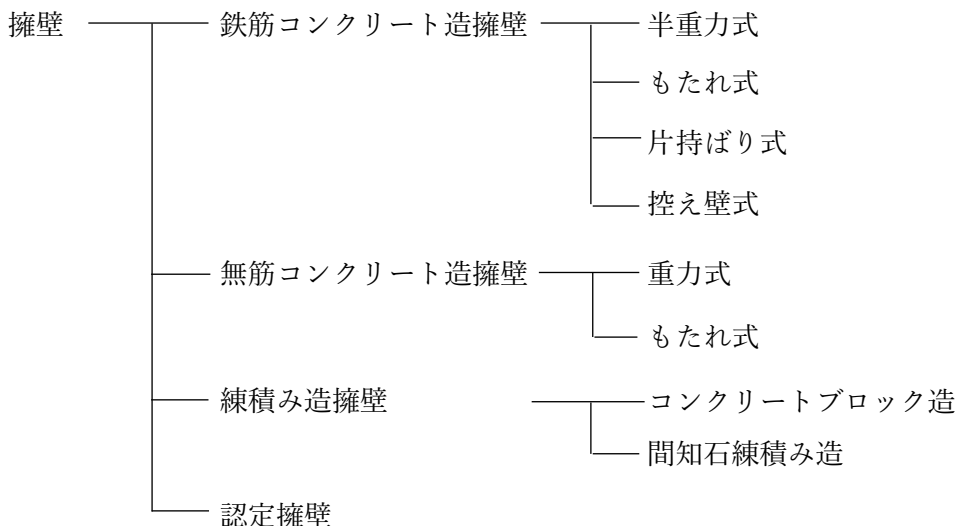 擁壁 鉄筋コンクリート造擁壁 半重力式
もたれ式
片持ばり式
控え壁式
無筋コンクリート造擁壁 重力式
もたれ式
練積み造擁壁 コンクリートブロック造
間知石練積み造
認定擁壁